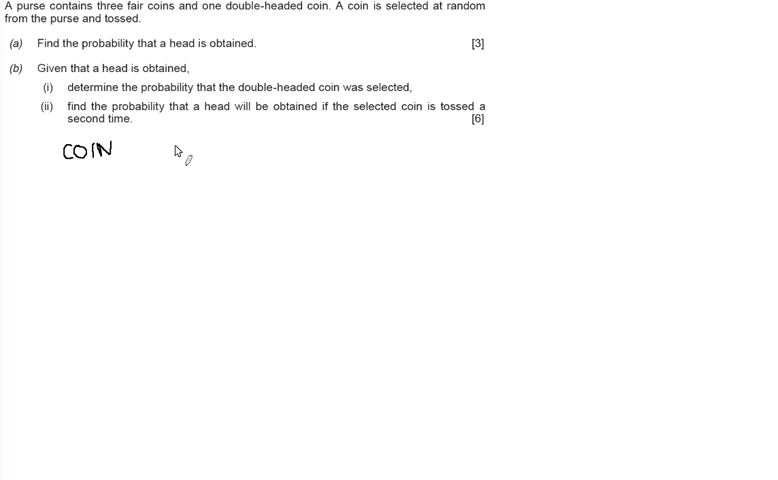 A purse contains three fair coins and one double-headed coin. A coin is selected at random
from the purse and tossed.
(a) Find the probability that a head is obtained. [3]
(b) Given that a head is obtained,
(i) determine the probability that the double-headed coin was selected,
(ii) find the probability that a head will be obtained if the selected coin is tossed a
second time. [6]
COIN